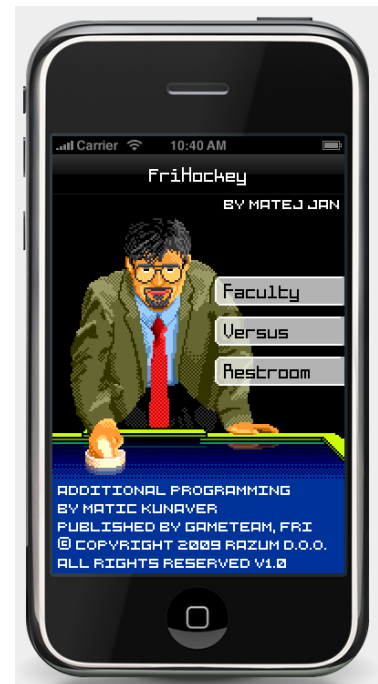 Carrier 10:40 AM
FriHockey
BY MATEJ JAN
Faculty
Versus
Restroom
ADDITIONAL PROGRAMMING
BY MATIC KUNAVER
PUBLISHED BY GAMETEAM, FRI
© COPYRIGHT 2009 RAZUM D.O.O.
ALL RIGHTS RESERVED V1.0